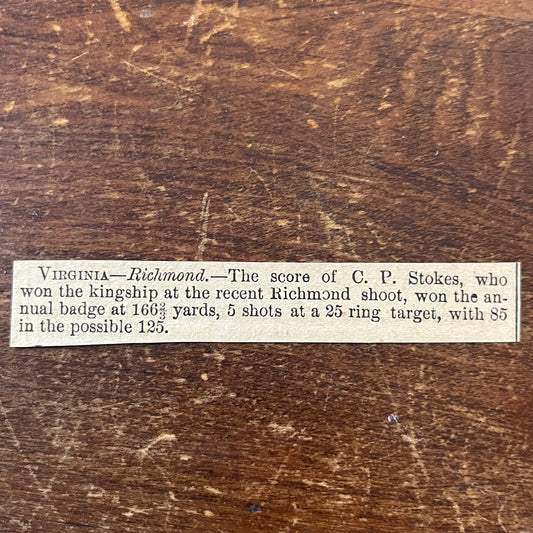 VIRGINIA—Richmond.—The score of C. P. Stokes, who
won the kingship at the recent Richmond shoot, won the an-
nual badge at 166⅔ yards, 5 shots at a 25 ring target, with 85
in the possible 125.